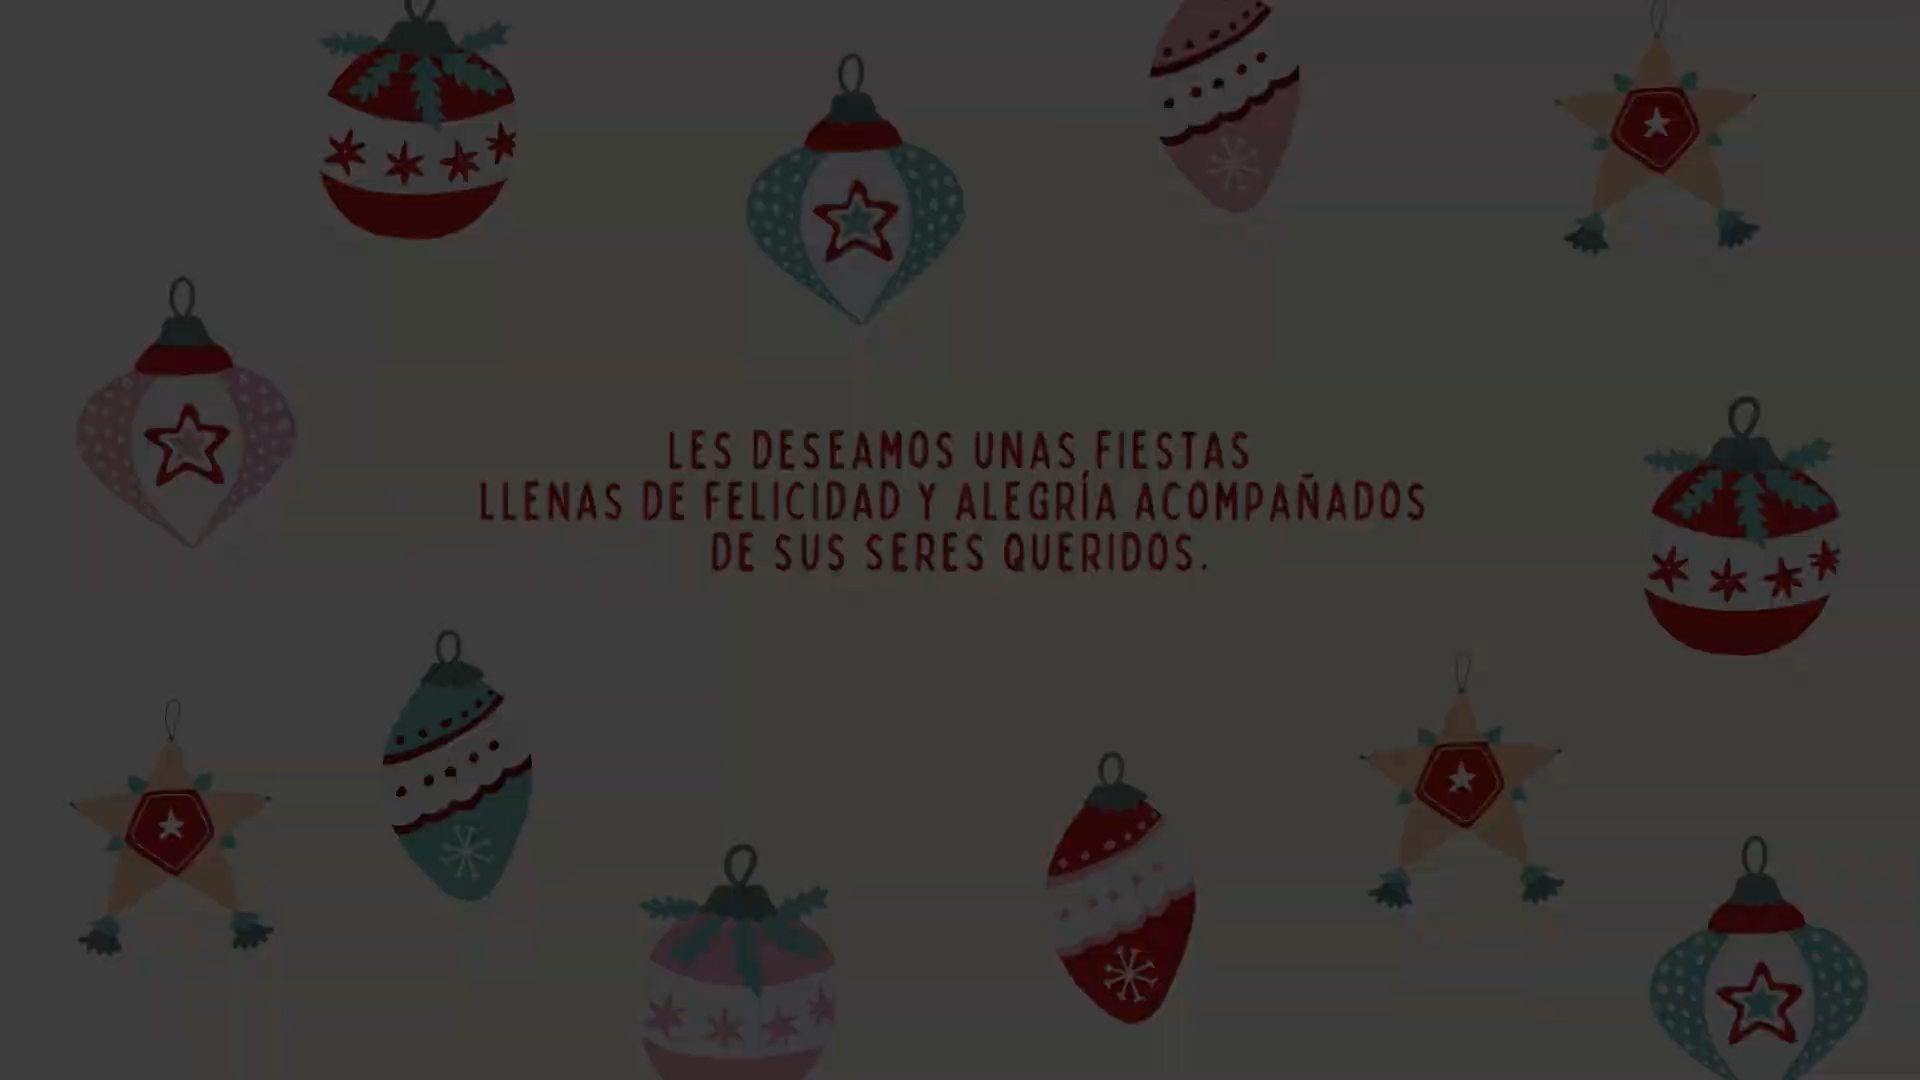 LES DESEAMOS UNAS FIESTAS
LLENAS DE FELICIDAD Y ALEGRÍA ACOMPAÑADOS
DE SUS SERES QUERIDOS.